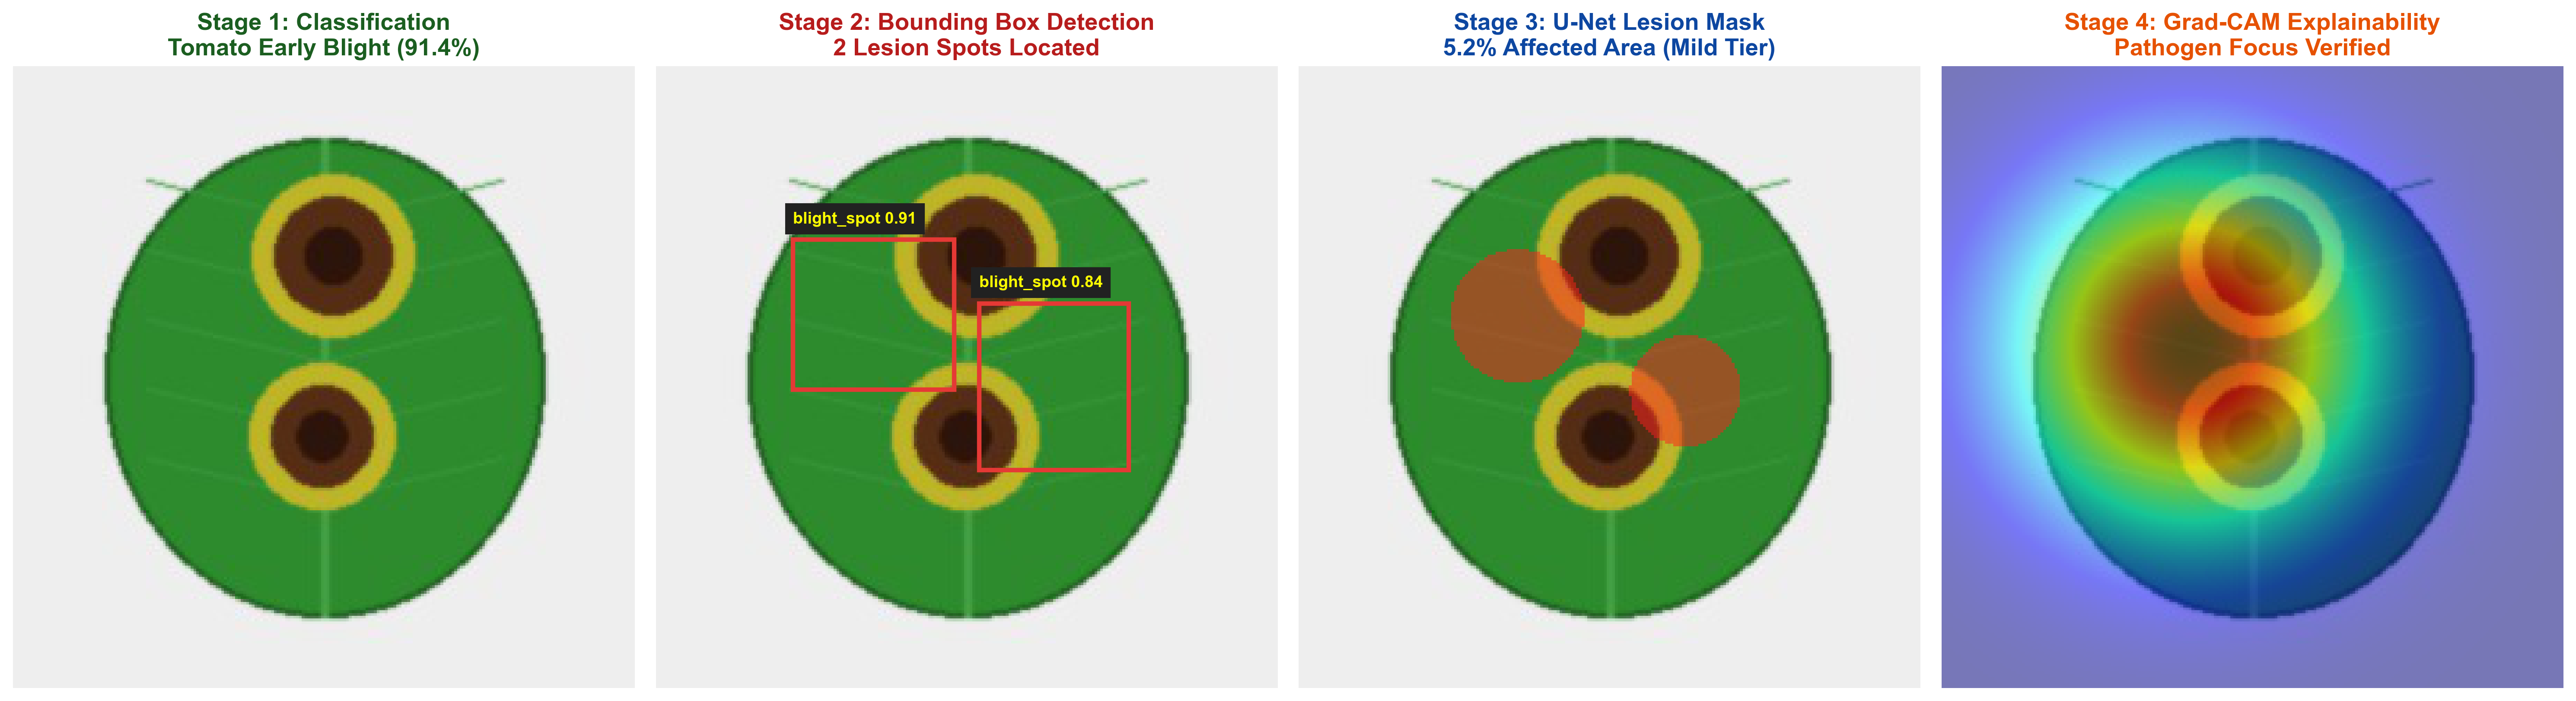 Stage 1: Classification
Tomato Early Blight (91.4%)
Stage 2: Bounding Box Detection
2 Lesion Spots Located
blight_spot 0.91
blight_spot 0.84
Stage 3: U-Net Lesion Mask
5.2% Affected Area (Mild Tier)
Stage 4: Grad-CAM Explainability
Pathogen Focus Verified